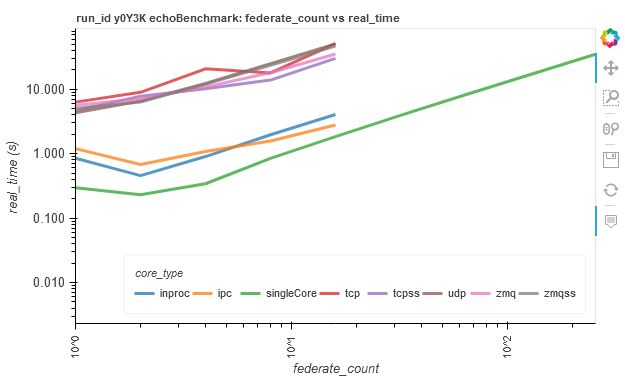 run_id y0Y3K echoBenchmark: federate_count vs real_time
real_time (s)
10.000
1.000
0.100
0.010
core_type
inproc ipc singleCore tcp tcpss udp zmq zmqss
10^0 10^1 10^2
federate_count